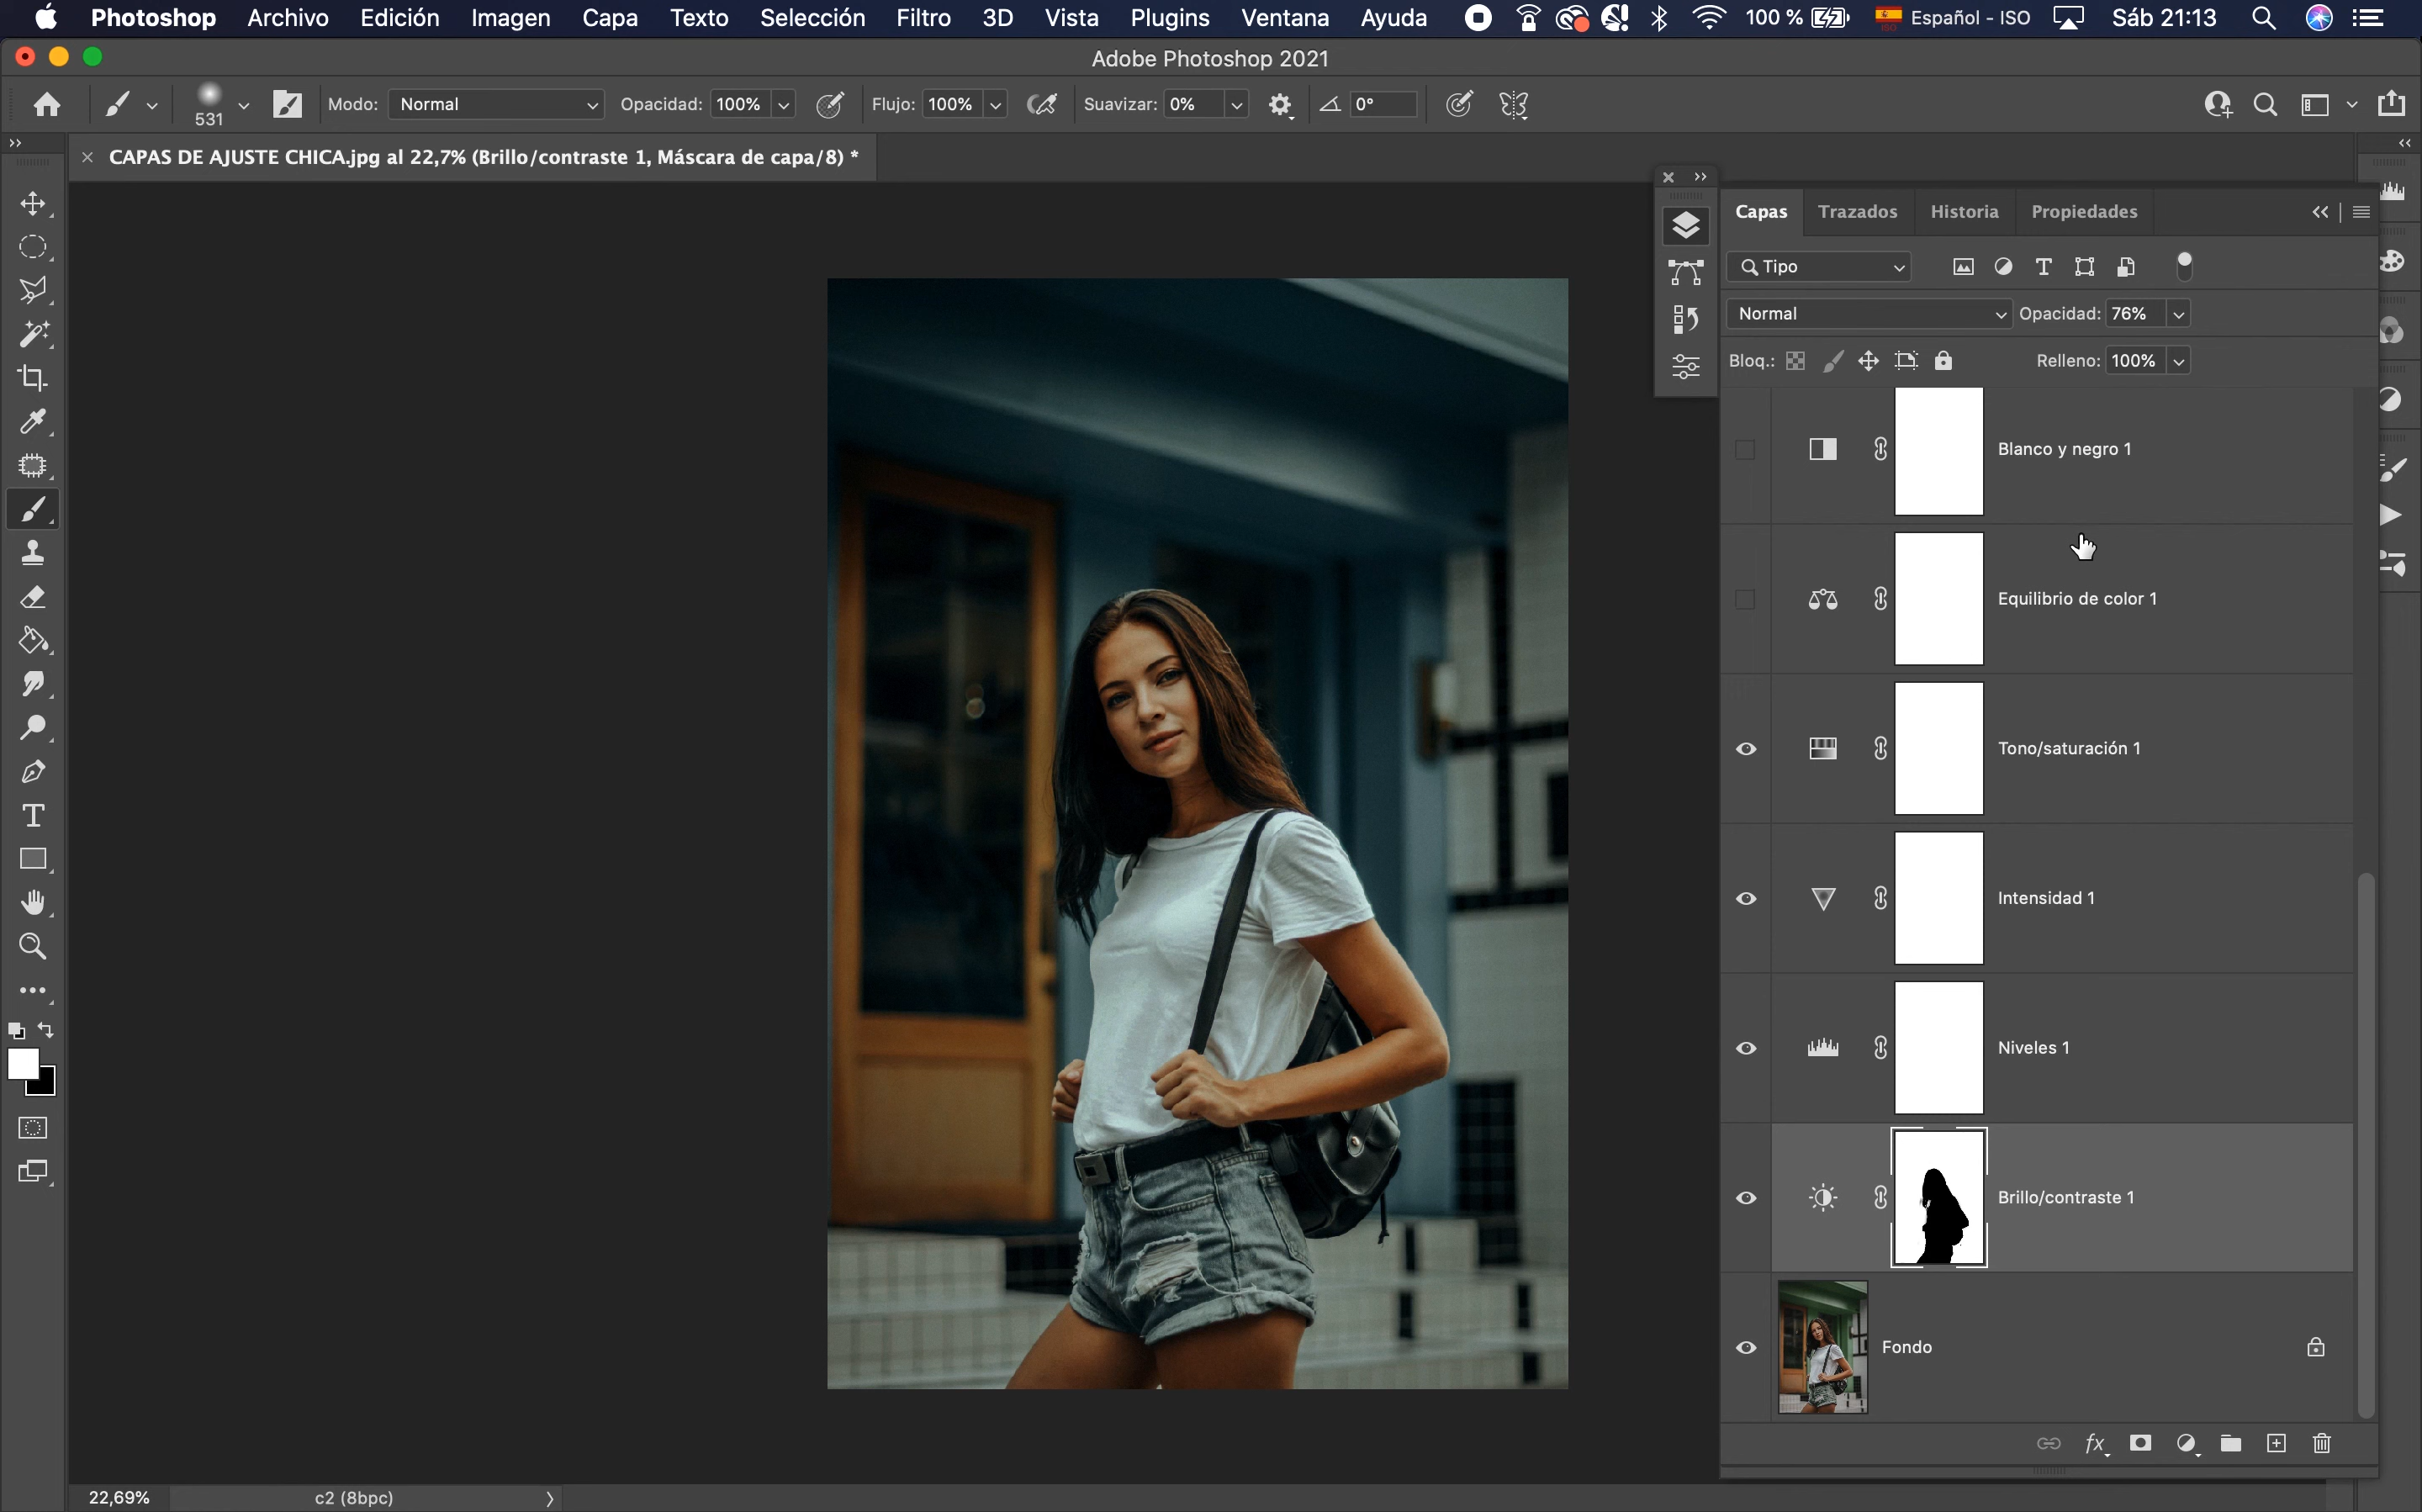 Photoshop Archivo Edición Imagen Capa Texto Selección Filtro 3D Vista Plugins Ventana Ayuda 100 % Español - ISO Sáb 21:13
Adobe Photoshop 2021
531 Modo: Normal Opacidad: 100% Flujo: 100% Suavizar: 0% 0°
CAPAS DE AJUSTE CHICA.jpg al 22,7% (Brillo/contraste 1, Máscara de capa/8) *
Capas Trazados Historia Propiedades
Tipo
Normal Opacidad: 76%
Bloq.: Relleno: 100%
Blanco y negro 1
Equilibrio de color 1
Tono/saturación 1
Intensidad 1
Niveles 1
Brillo/contraste 1
Fondo
fx
22,69% c2 (8bpc)